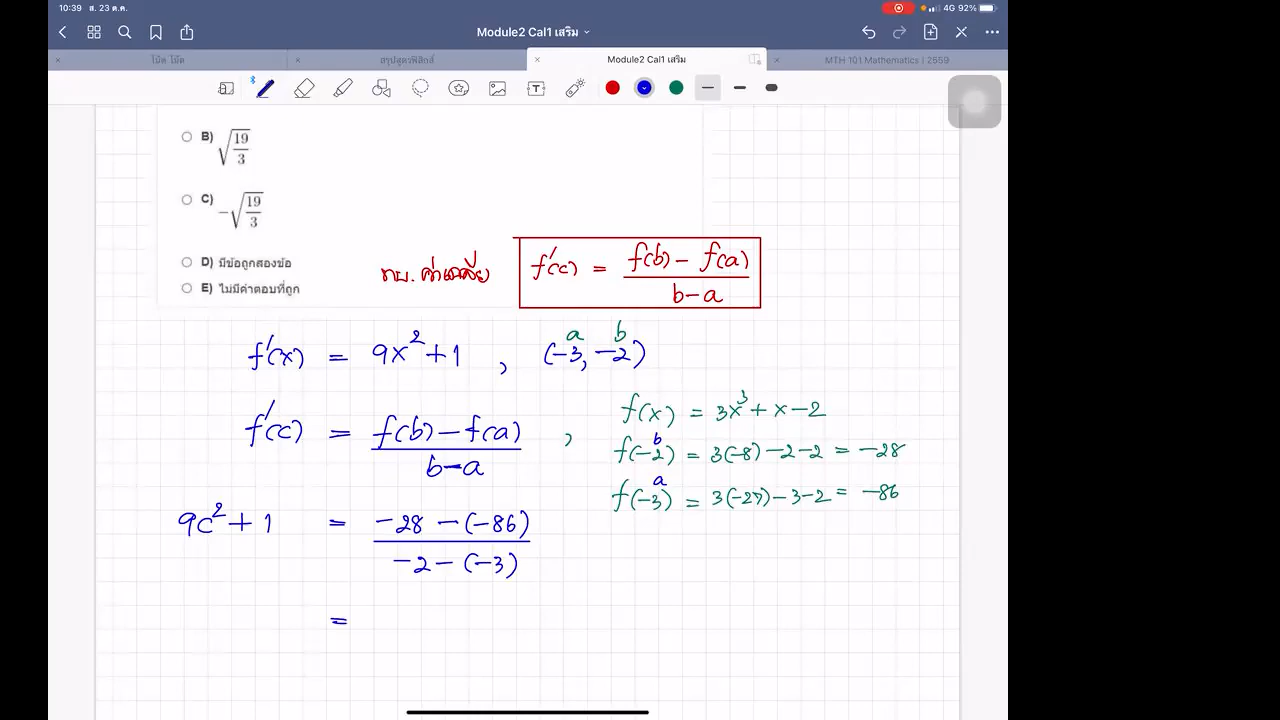 10:39 ส. 23 ต.ค.
4G 92%
Module2 Cal1 เสริม
โน้ต โน้ต
สรุปสูตรฟิสิกส์
Module2 Cal1 เสริม
MTH 101 Mathematics | 2559
B) √(19/3)
C) -√(19/3)
D) มีข้อถูกสองข้อ
E) ไม่มีคำตอบที่ถูก
ทบ. ค่าเฉลี่ย f'(c) = (f(b) - f(a))/(b-a)
a b
f'(x) = 9x² + 1 , (-3, -2)
f'(c) = (f(b) - f(a))/(b-a) ,
f(x) = 3x³ + x - 2
b
f(-2) = 3(-8) - 2 - 2 = -28
a
f(-3) = 3(-27) - 3 - 2 = -86
9c² + 1 = (-28 - (-86))/(-2 - (-3))
=